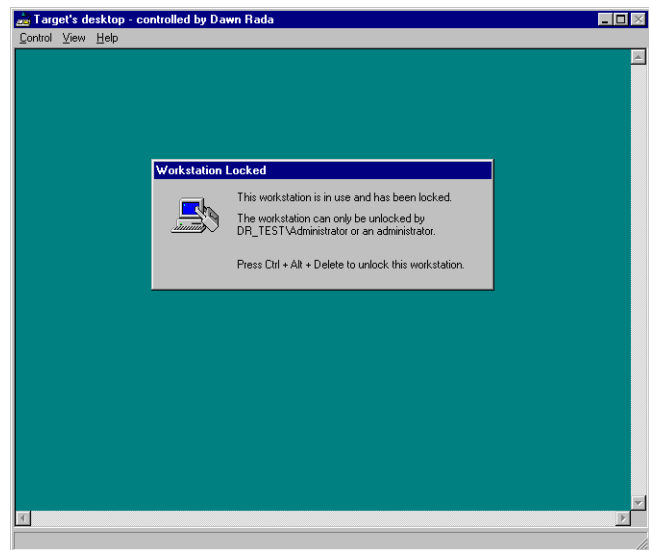 Target's desktop - controlled by Dawn Rada
Control View Help
Workstation Locked
This workstation is in use and has been locked.
The workstation can only be unlocked by
DR_TEST\Administrator or an administrator.
Press Ctrl + Alt + Delete to unlock this workstation.